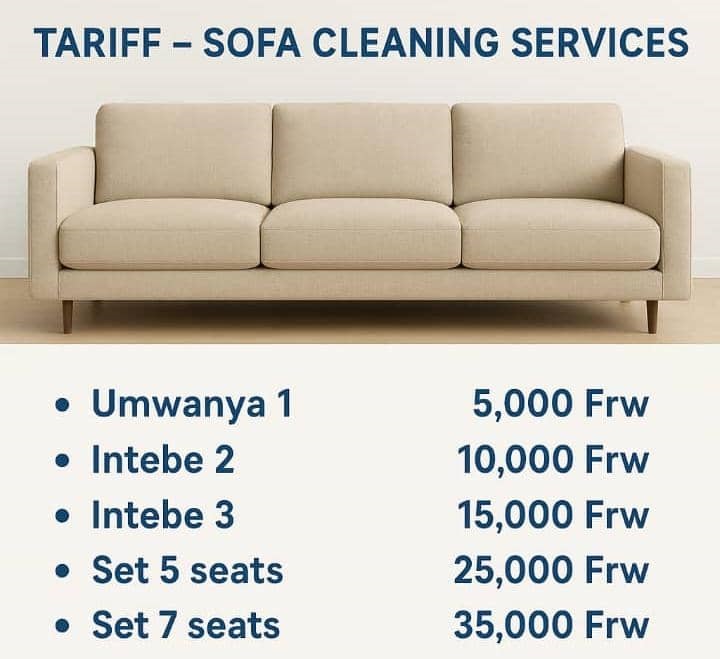 TARIFF – SOFA CLEANING SERVICES
• Umwanya 1 5,000 Frw
• Intebe 2 10,000 Frw
• Intebe 3 15,000 Frw
• Set 5 seats 25,000 Frw
• Set 7 seats 35,000 Frw